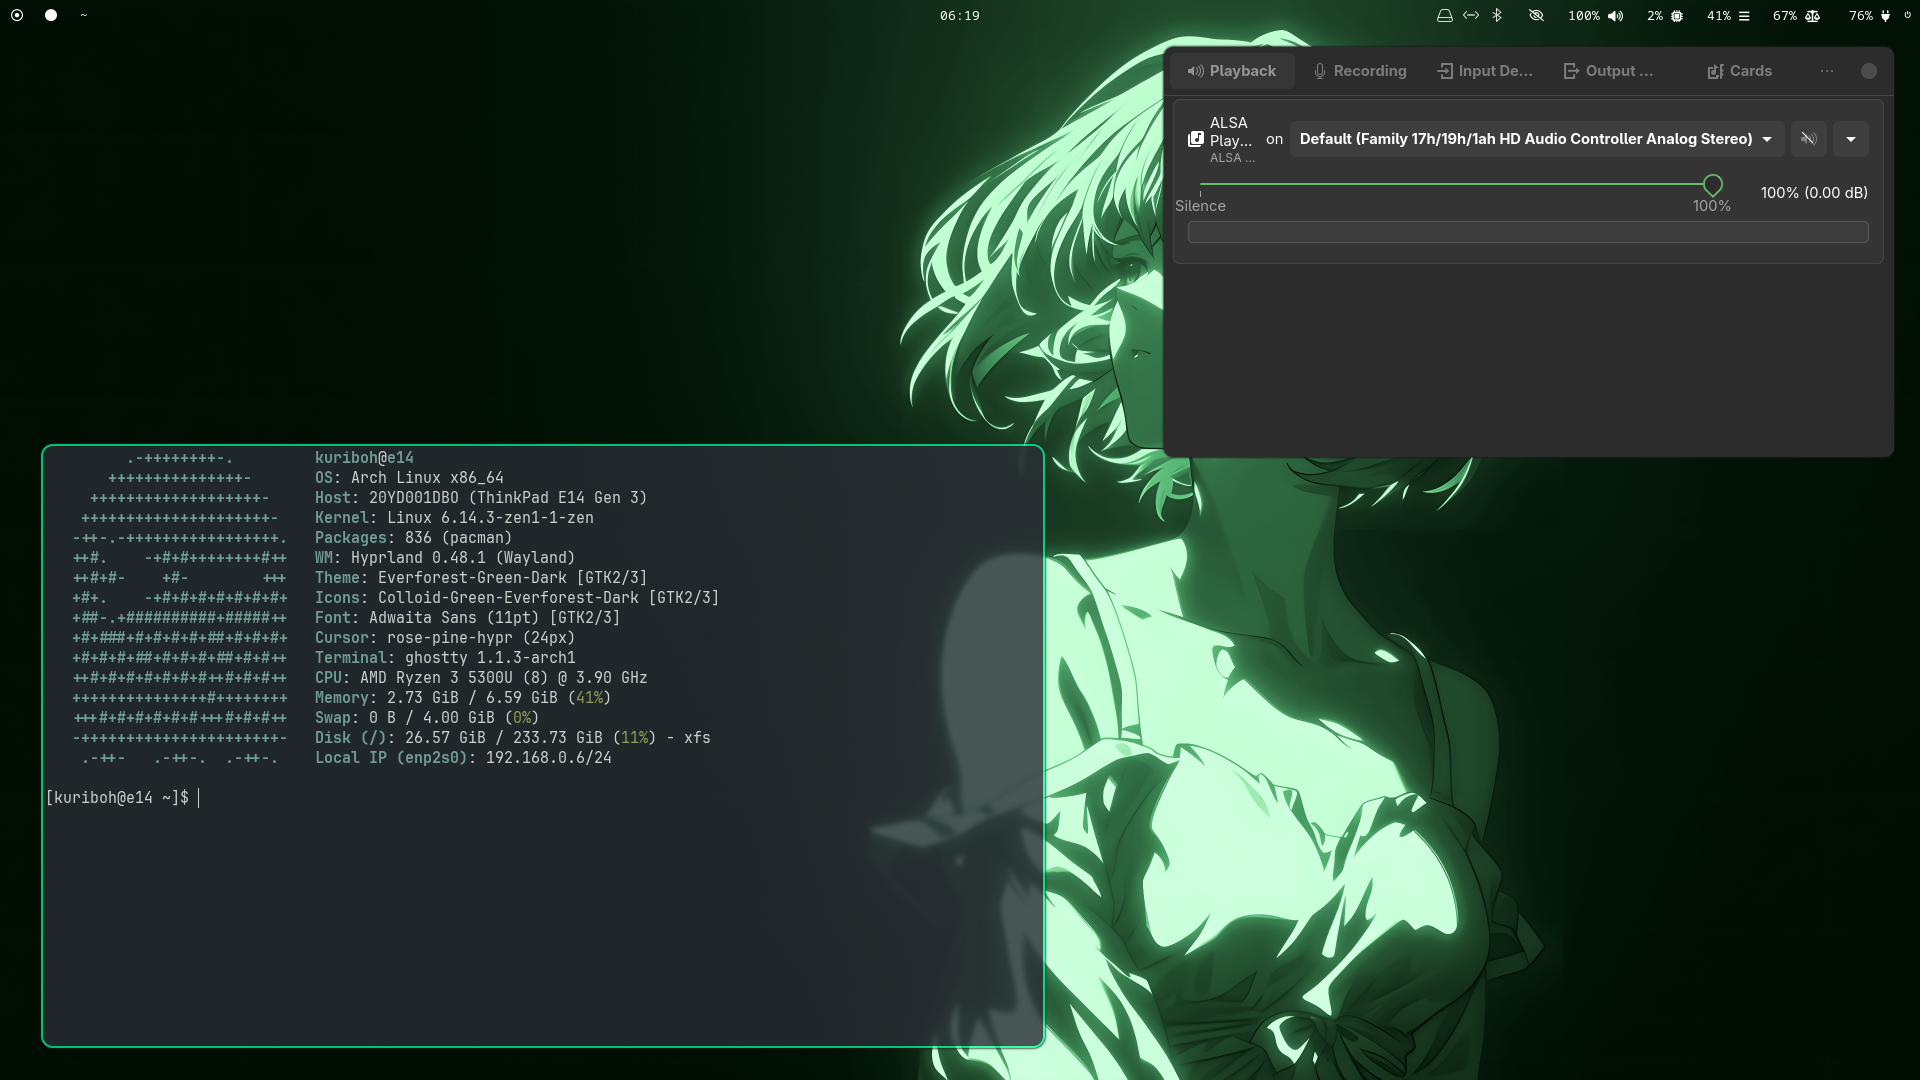 ~
06:19
100%
2%
41%
67%
76%
Playback
Recording
Input De...
Output ...
Cards
ALSA
Play...
ALSA ...
on
Default (Family 17h/19h/1ah HD Audio Controller Analog Stereo)
100% (0.00 dB)
Silence
100%
kuriboh@e14
OS: Arch Linux x86_64
Host: 20YD001DBO (ThinkPad E14 Gen 3)
Kernel: Linux 6.14.3-zen1-1-zen
Packages: 836 (pacman)
WM: Hyprland 0.48.1 (Wayland)
Theme: Everforest-Green-Dark [GTK2/3]
Icons: Colloid-Green-Everforest-Dark [GTK2/3]
Font: Adwaita Sans (11pt) [GTK2/3]
Cursor: rose-pine-hypr (24px)
Terminal: ghostty 1.1.3-arch1
CPU: AMD Ryzen 3 5300U (8) @ 3.90 GHz
Memory: 2.73 GiB / 6.59 GiB (41%)
Swap: 0 B / 4.00 GiB (0%)
Disk (/): 26.57 GiB / 233.73 GiB (11%) - xfs
Local IP (enp2s0): 192.168.0.6/24
[kuriboh@e14 ~]$